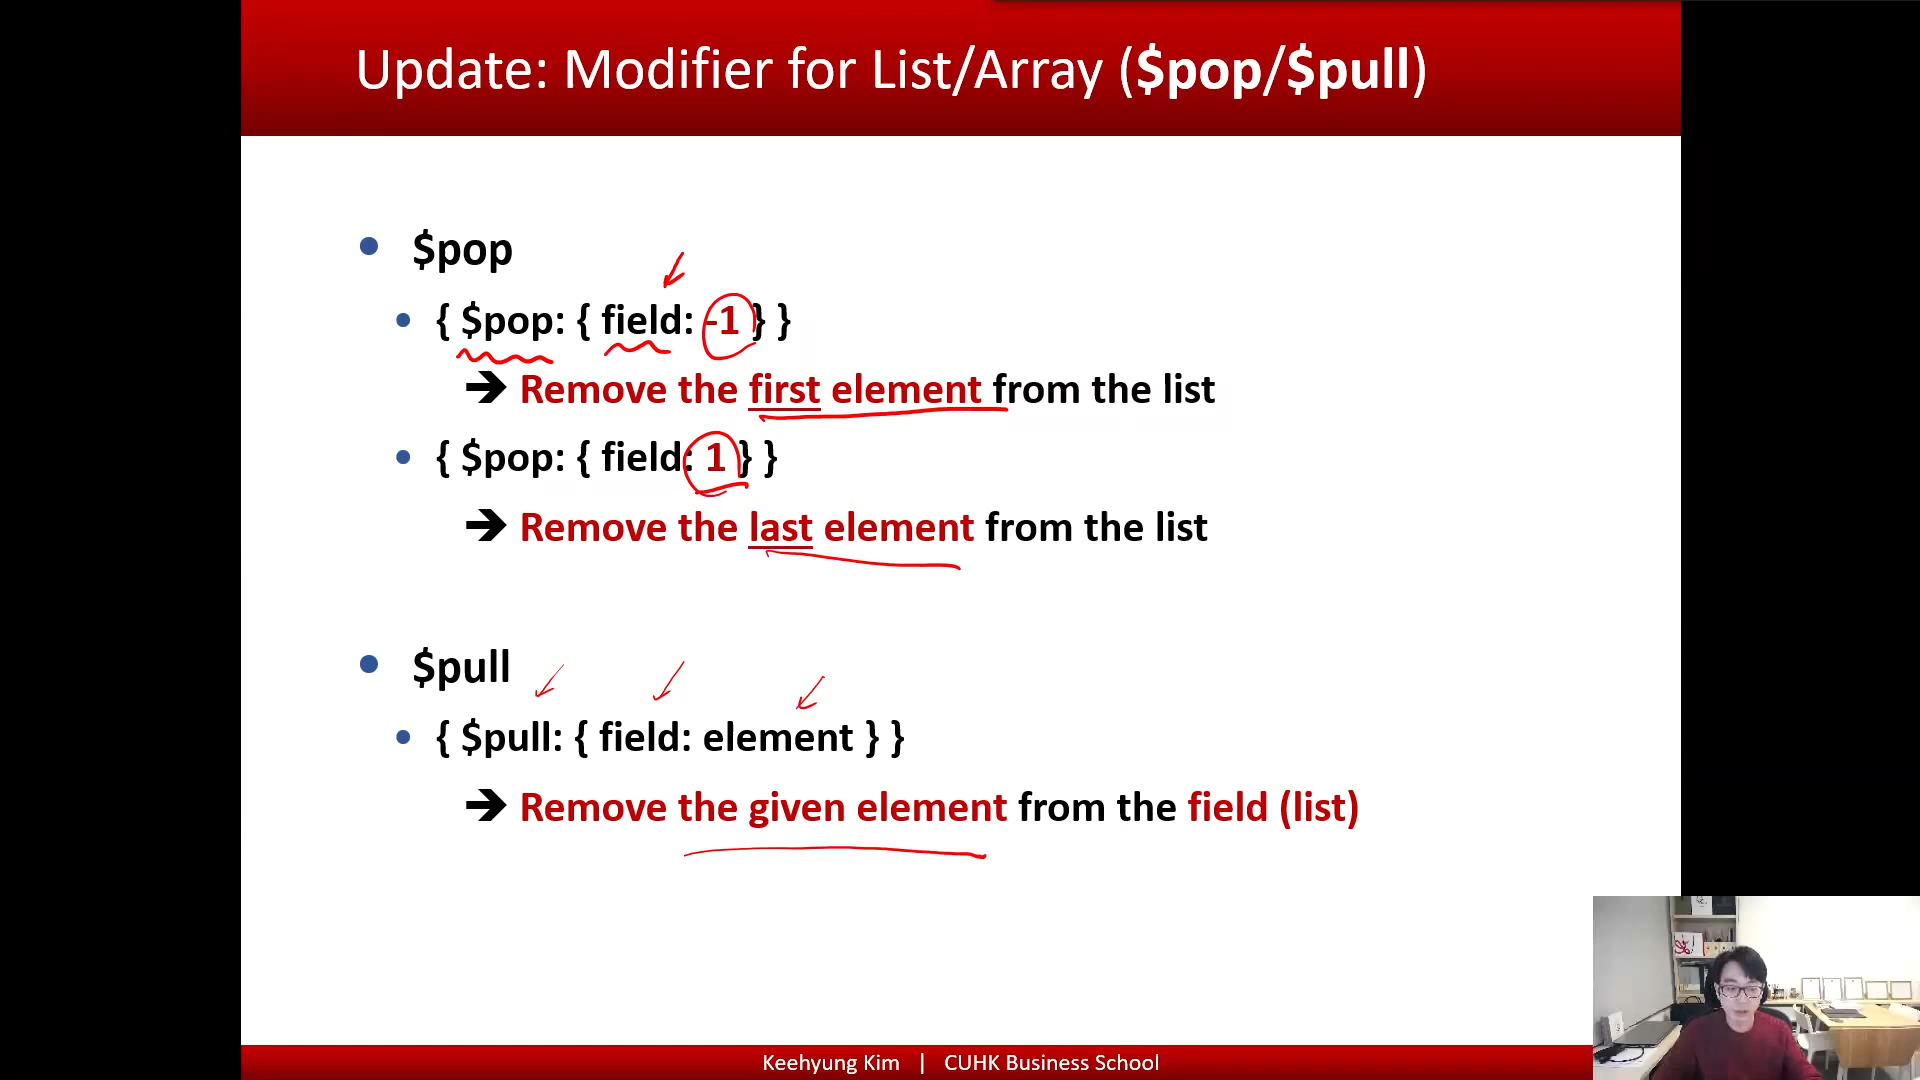 Update: Modifier for List/Array ($pop/$pull)
• $pop
• { $pop: { field: -1 } }
➔ Remove the first element from the list
• { $pop: { field: 1 } }
➔ Remove the last element from the list
• $pull
• { $pull: { field: element } }
➔ Remove the given element from the field (list)
Keehyung Kim | CUHK Business School